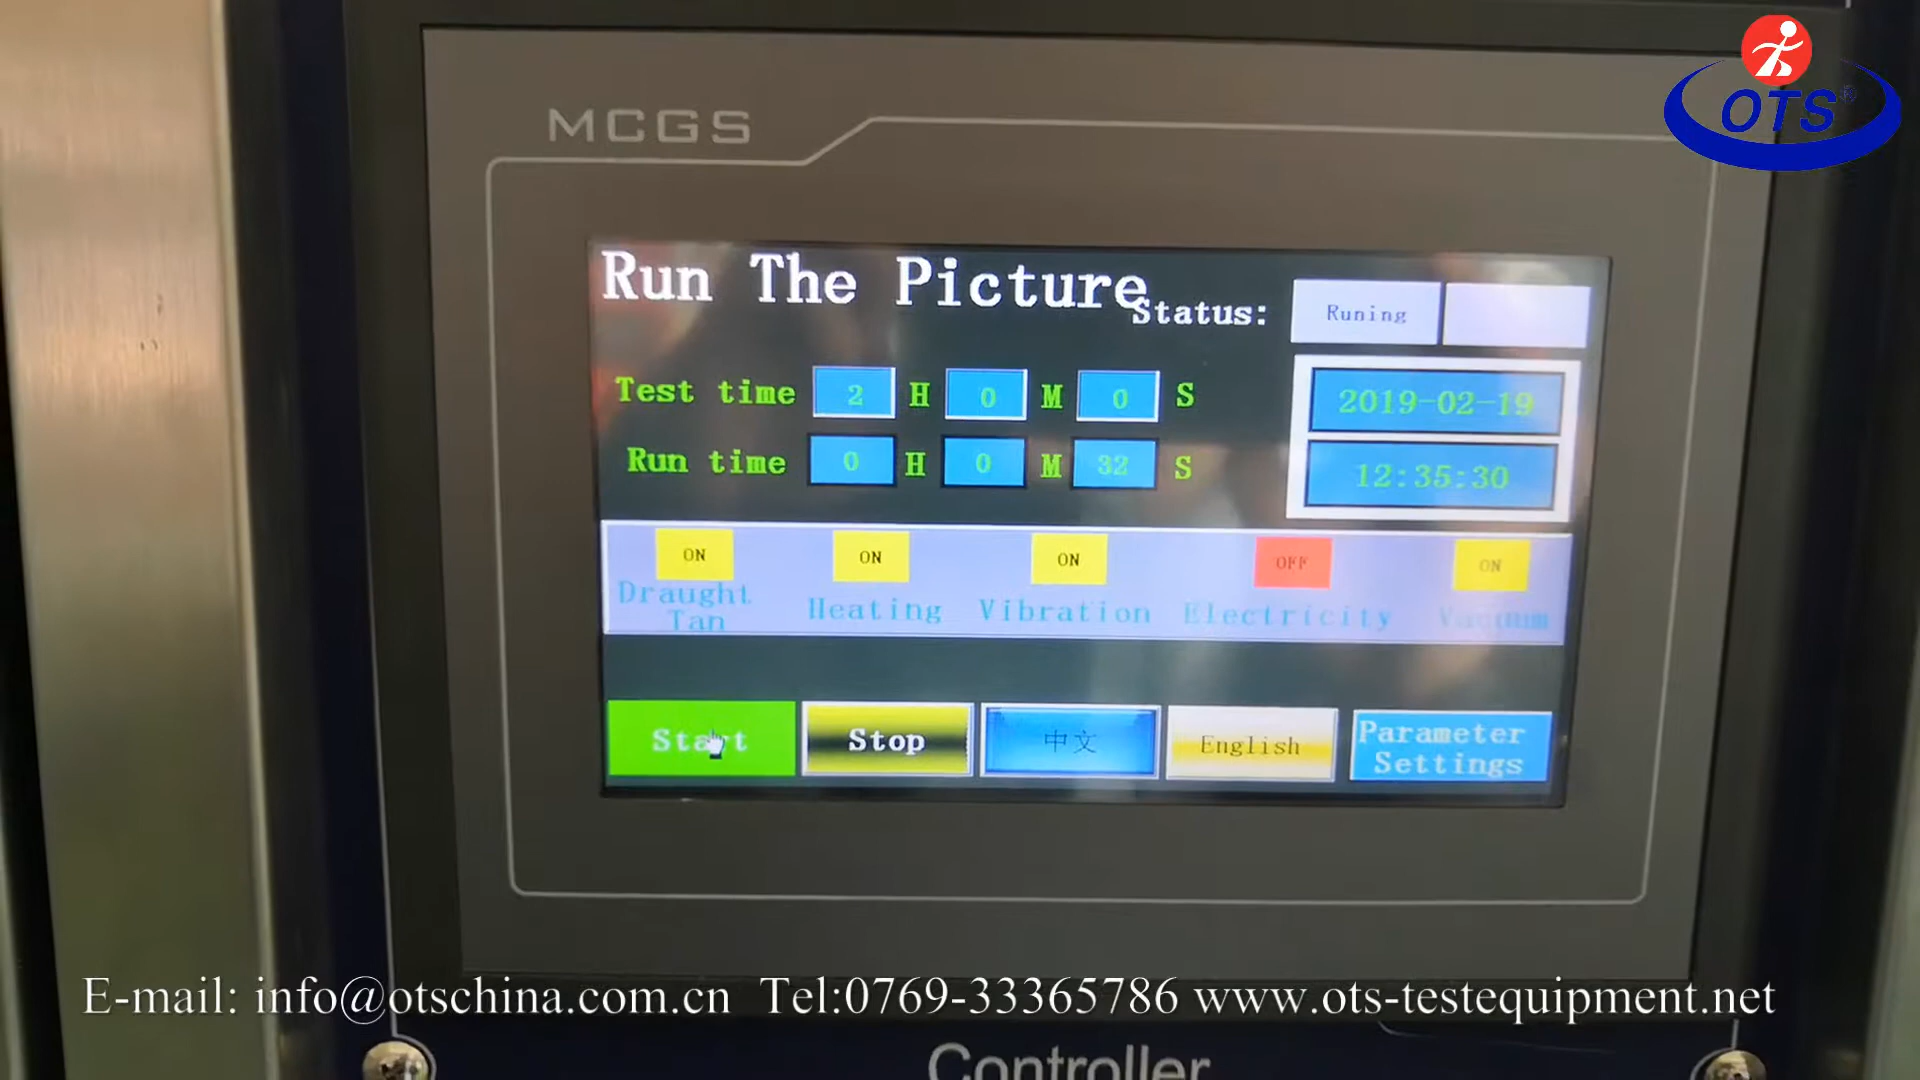 OTS®
MCGS
Run The Picture
Status:
Runing
Test time 2 H 0 M 0 S
2019-02-19
Run time 0 H 0 M 32 S
12:35:30
ON
ON
ON
OFF
ON
Draught
Tan
Heating
Vibration
Electricity
Vacuum
Start
Stop
中文
English
Parameter
Settings
E-mail: info@otschina.com.cn Tel:0769-33365786 www.ots-testequipment.net
Controller